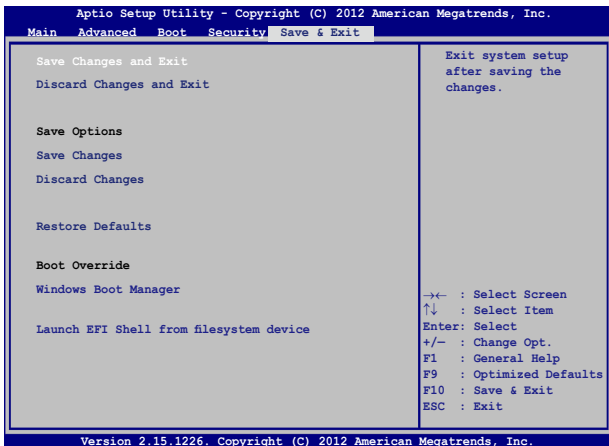 Aptio Setup Utility - Copyright (C) 2012 American Megatrends, Inc.
Main Advanced Boot Security Save & Exit
Save Changes and Exit
Discard Changes and Exit
Save Options
Save Changes
Discard Changes
Restore Defaults
Boot Override
Windows Boot Manager
Launch EFI Shell from filesystem device
Exit system setup
after saving the
changes.
→← : Select Screen
↑↓ : Select Item
Enter: Select
+/— : Change Opt.
F1 : General Help
F9 : Optimized Defaults
F10 : Save & Exit
ESC : Exit
Version 2.15.1226. Copyright (C) 2012 American Megatrends, Inc.